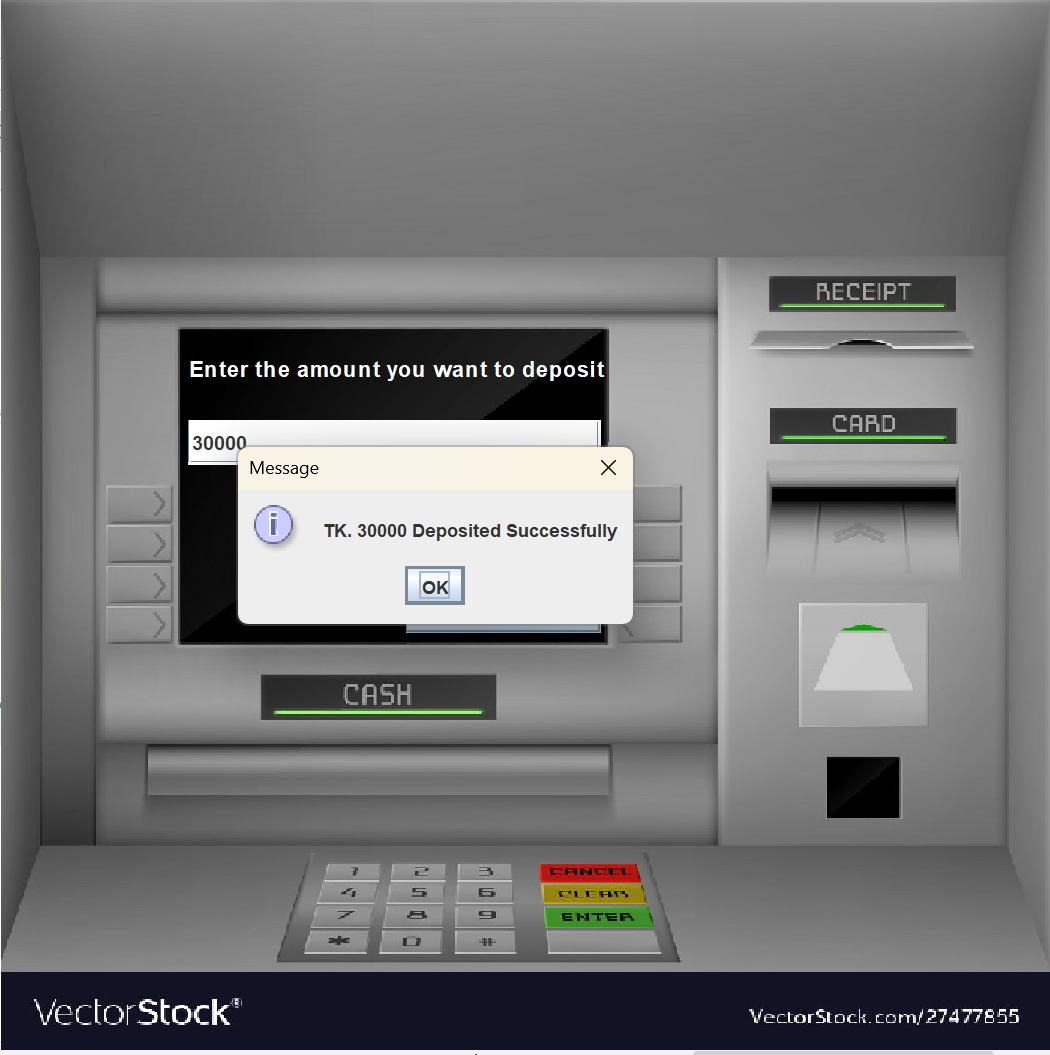 RECEIPT
Enter the amount you want to deposit
CARD
30000
Message
TK. 30000 Deposited Successfully
OK
CASH
1 2 3 CANCEL
4 5 6 CLEAR
7 8 9 ENTER
* 0 #
VectorStock®
VectorStock.com/27477855